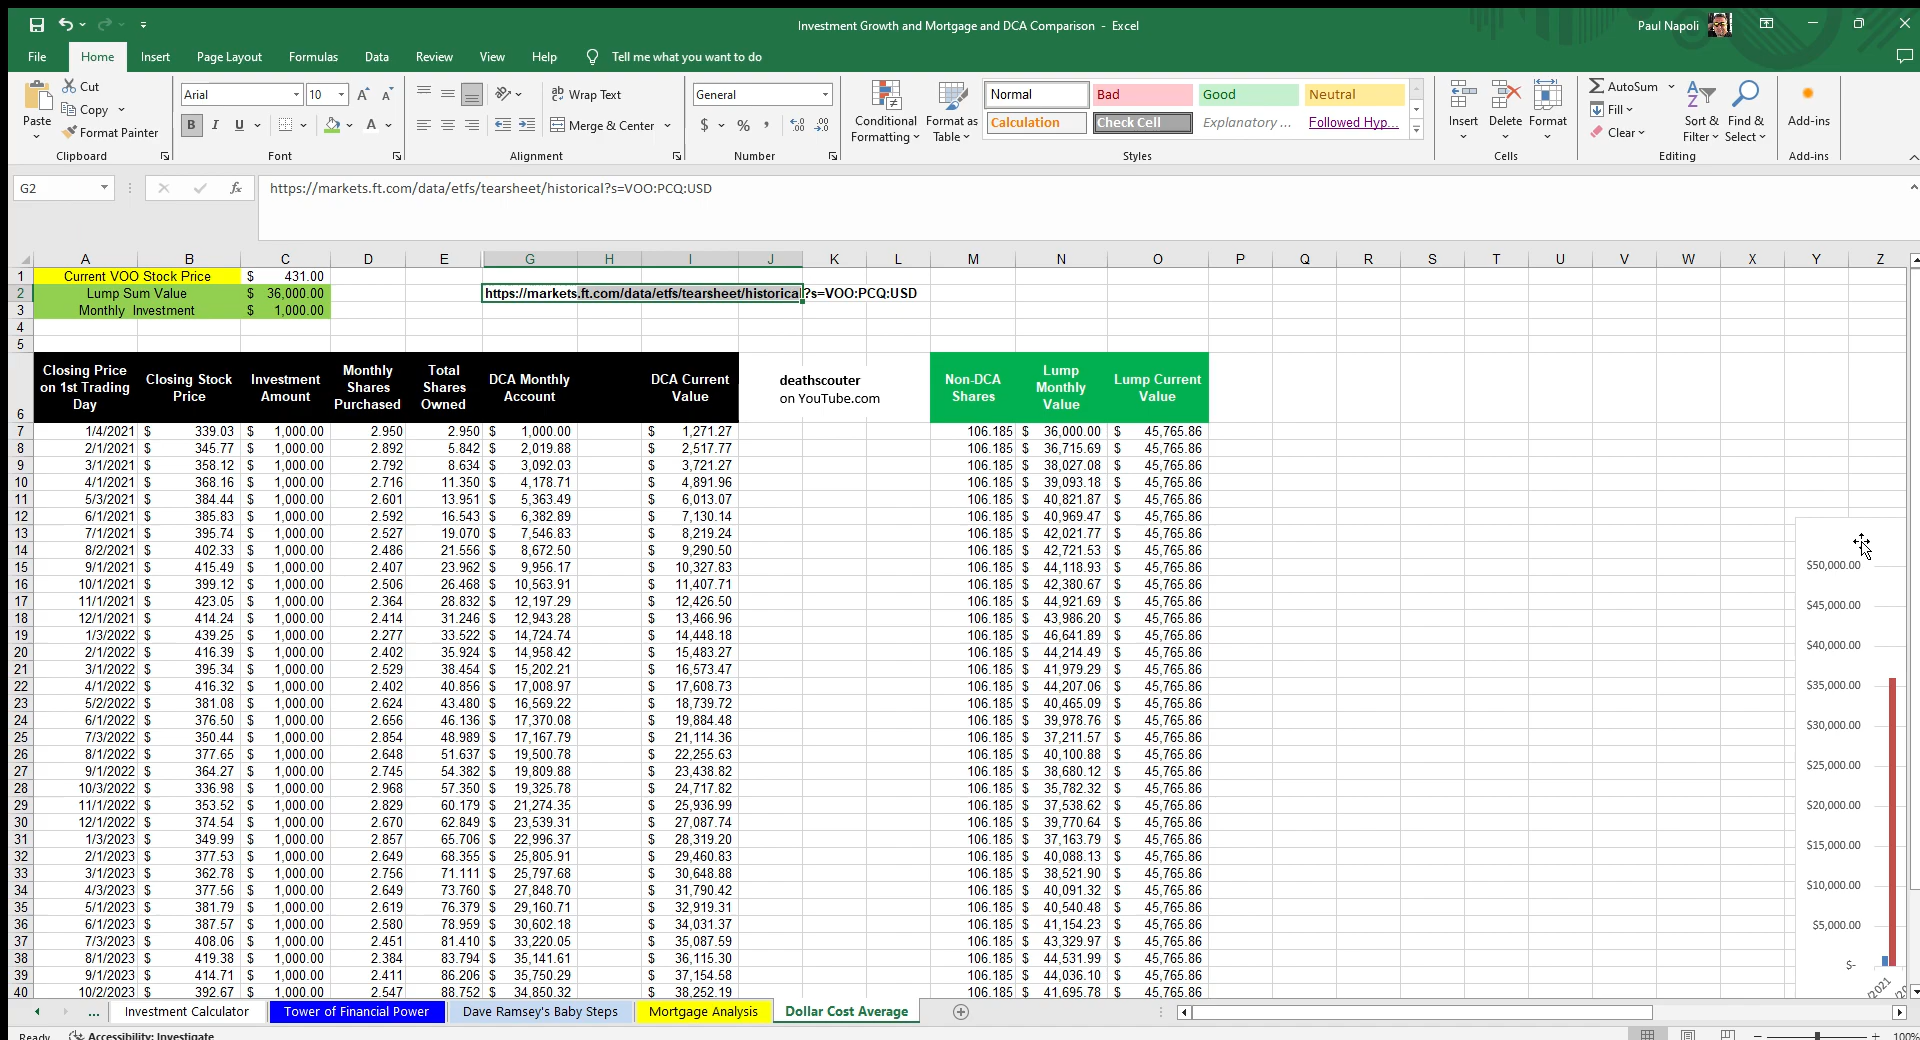 Investment Growth and Mortgage and DCA Comparison - Excel
Paul Napoli
File Home Insert Page Layout Formulas Data Review View Help Tell me what you want to do
Paste
Cut
Copy
Format Painter
Clipboard
Arial 10
B I U
Font
Wrap Text
Merge & Center
Alignment
General
$ % ,
Number
Conditional Formatting
Format as Table
Normal Bad Good Neutral
Calculation Check Cell Explanatory ... Followed Hyp...
Styles
Insert Delete Format
Cells
AutoSum
Fill
Clear
Sort & Filter
Find & Select
Editing
Add-ins
Add-ins
G2 fx https://markets.ft.com/data/etfs/tearsheet/historical?s=VOO:PCQ:USD
A B C D E G H I J K L M N O P Q R S T U V W X Y Z
1 Current VOO Stock Price $ 431.00
2 Lump Sum Value $ 36,000.00 https://markets.ft.com/data/etfs/tearsheet/historical?s=VOO:PCQ:USD
3 Monthly Investment $ 1,000.00
4
5
6 Closing Price on 1st Trading Day Closing Stock Price Investment Amount Monthly Shares Purchased Total Shares Owned DCA Monthly Account DCA Current Value deathscouter on YouTube.com Non-DCA Shares Lump Monthly Value Lump Current Value
7 1/4/2021 $ 339.03 $ 1,000.00 2.950 2.950 $ 1,000.00 $ 1,271.27 106.185 $ 36,000.00 $ 45,765.86
8 2/1/2021 $ 345.77 $ 1,000.00 2.892 5.842 $ 2,019.88 $ 2,517.77 106.185 $ 36,715.69 $ 45,765.86
9 3/1/2021 $ 358.12 $ 1,000.00 2.792 8.634 $ 3,092.03 $ 3,721.27 106.185 $ 38,027.08 $ 45,765.86
10 4/1/2021 $ 368.16 $ 1,000.00 2.716 11.350 $ 4,178.71 $ 4,891.96 106.185 $ 39,093.18 $ 45,765.86
11 5/3/2021 $ 384.44 $ 1,000.00 2.601 13.951 $ 5,363.49 $ 6,013.07 106.185 $ 40,821.87 $ 45,765.86
12 6/1/2021 $ 385.83 $ 1,000.00 2.592 16.543 $ 6,382.89 $ 7,130.14 106.185 $ 40,969.47 $ 45,765.86
13 7/1/2021 $ 395.74 $ 1,000.00 2.527 19.070 $ 7,546.83 $ 8,219.24 106.185 $ 42,021.77 $ 45,765.86
14 8/2/2021 $ 402.33 $ 1,000.00 2.486 21.556 $ 8,672.50 $ 9,290.50 106.185 $ 42,721.53 $ 45,765.86
15 9/1/2021 $ 415.49 $ 1,000.00 2.407 23.962 $ 9,956.17 $ 10,327.83 106.185 $ 44,118.93 $ 45,765.86
16 10/1/2021 $ 399.12 $ 1,000.00 2.506 26.468 $ 10,563.91 $ 11,407.71 106.185 $ 42,380.67 $ 45,765.86
17 11/1/2021 $ 423.05 $ 1,000.00 2.364 28.832 $ 12,197.29 $ 12,426.50 106.185 $ 44,921.69 $ 45,765.86
18 12/1/2021 $ 414.24 $ 1,000.00 2.414 31.246 $ 12,943.28 $ 13,466.96 106.185 $ 43,986.20 $ 45,765.86
19 1/3/2022 $ 439.25 $ 1,000.00 2.277 33.522 $ 14,724.74 $ 14,448.18 106.185 $ 46,641.89 $ 45,765.86
20 2/1/2022 $ 416.39 $ 1,000.00 2.402 35.924 $ 14,958.42 $ 15,483.27 106.185 $ 44,214.49 $ 45,765.86
21 3/1/2022 $ 395.34 $ 1,000.00 2.529 38.454 $ 15,202.21 $ 16,573.47 106.185 $ 41,979.29 $ 45,765.86
22 4/1/2022 $ 416.32 $ 1,000.00 2.402 40.856 $ 17,008.97 $ 17,608.73 106.185 $ 44,207.06 $ 45,765.86
23 5/2/2022 $ 381.08 $ 1,000.00 2.624 43.480 $ 16,569.22 $ 18,739.72 106.185 $ 40,465.09 $ 45,765.86
24 6/1/2022 $ 376.50 $ 1,000.00 2.656 46.136 $ 17,370.08 $ 19,884.48 106.185 $ 39,978.76 $ 45,765.86
25 7/3/2022 $ 350.44 $ 1,000.00 2.854 48.989 $ 17,167.79 $ 21,114.36 106.185 $ 37,211.57 $ 45,765.86
26 8/1/2022 $ 377.65 $ 1,000.00 2.648 51.637 $ 19,500.78 $ 22,255.63 106.185 $ 40,100.88 $ 45,765.86
27 9/1/2022 $ 364.27 $ 1,000.00 2.745 54.382 $ 19,809.88 $ 23,438.82 106.185 $ 38,680.12 $ 45,765.86
28 10/3/2022 $ 336.98 $ 1,000.00 2.968 57.350 $ 19,325.78 $ 24,717.82 106.185 $ 35,782.32 $ 45,765.86
29 11/1/2022 $ 353.52 $ 1,000.00 2.829 60.179 $ 21,274.35 $ 25,936.99 106.185 $ 37,538.62 $ 45,765.86
30 12/1/2022 $ 374.54 $ 1,000.00 2.670 62.849 $ 23,539.31 $ 27,087.74 106.185 $ 39,770.64 $ 45,765.86
31 1/3/2023 $ 349.99 $ 1,000.00 2.857 65.706 $ 22,996.37 $ 28,319.20 106.185 $ 37,163.79 $ 45,765.86
32 2/1/2023 $ 377.53 $ 1,000.00 2.649 68.355 $ 25,805.91 $ 29,460.83 106.185 $ 40,088.13 $ 45,765.86
33 3/1/2023 $ 362.78 $ 1,000.00 2.756 71.111 $ 25,797.68 $ 30,648.88 106.185 $ 38,521.90 $ 45,765.86
34 4/3/2023 $ 377.56 $ 1,000.00 2.649 73.760 $ 27,848.70 $ 31,790.42 106.185 $ 40,091.32 $ 45,765.86
35 5/1/2023 $ 381.79 $ 1,000.00 2.619 76.379 $ 29,160.71 $ 32,919.31 106.185 $ 40,540.48 $ 45,765.86
36 6/1/2023 $ 387.57 $ 1,000.00 2.580 78.959 $ 30,602.18 $ 34,031.37 106.185 $ 41,154.23 $ 45,765.86
37 7/3/2023 $ 408.06 $ 1,000.00 2.451 81.410 $ 33,220.05 $ 35,087.59 106.185 $ 43,329.97 $ 45,765.86
38 8/1/2023 $ 419.38 $ 1,000.00 2.384 83.794 $ 35,141.61 $ 36,115.30 106.185 $ 44,531.99 $ 45,765.86
39 9/1/2023 $ 414.71 $ 1,000.00 2.411 86.206 $ 35,750.29 $ 37,154.58 106.185 $ 44,036.10 $ 45,765.86
40 10/2/2023 $ 392.67 $ 1,000.00 2.547 88.752 $ 34,850.32 $ 38,252.19 106.185 $ 41,695.78 $ 45,765.86
$50,000.00
$45,000.00
$40,000.00
$35,000.00
$30,000.00
$25,000.00
$20,000.00
$15,000.00
$10,000.00
$5,000.00
$-
... Investment Calculator Tower of Financial Power Dave Ramsey's Baby Steps Mortgage Analysis Dollar Cost Average
Ready Accessibility: Investigate 100%